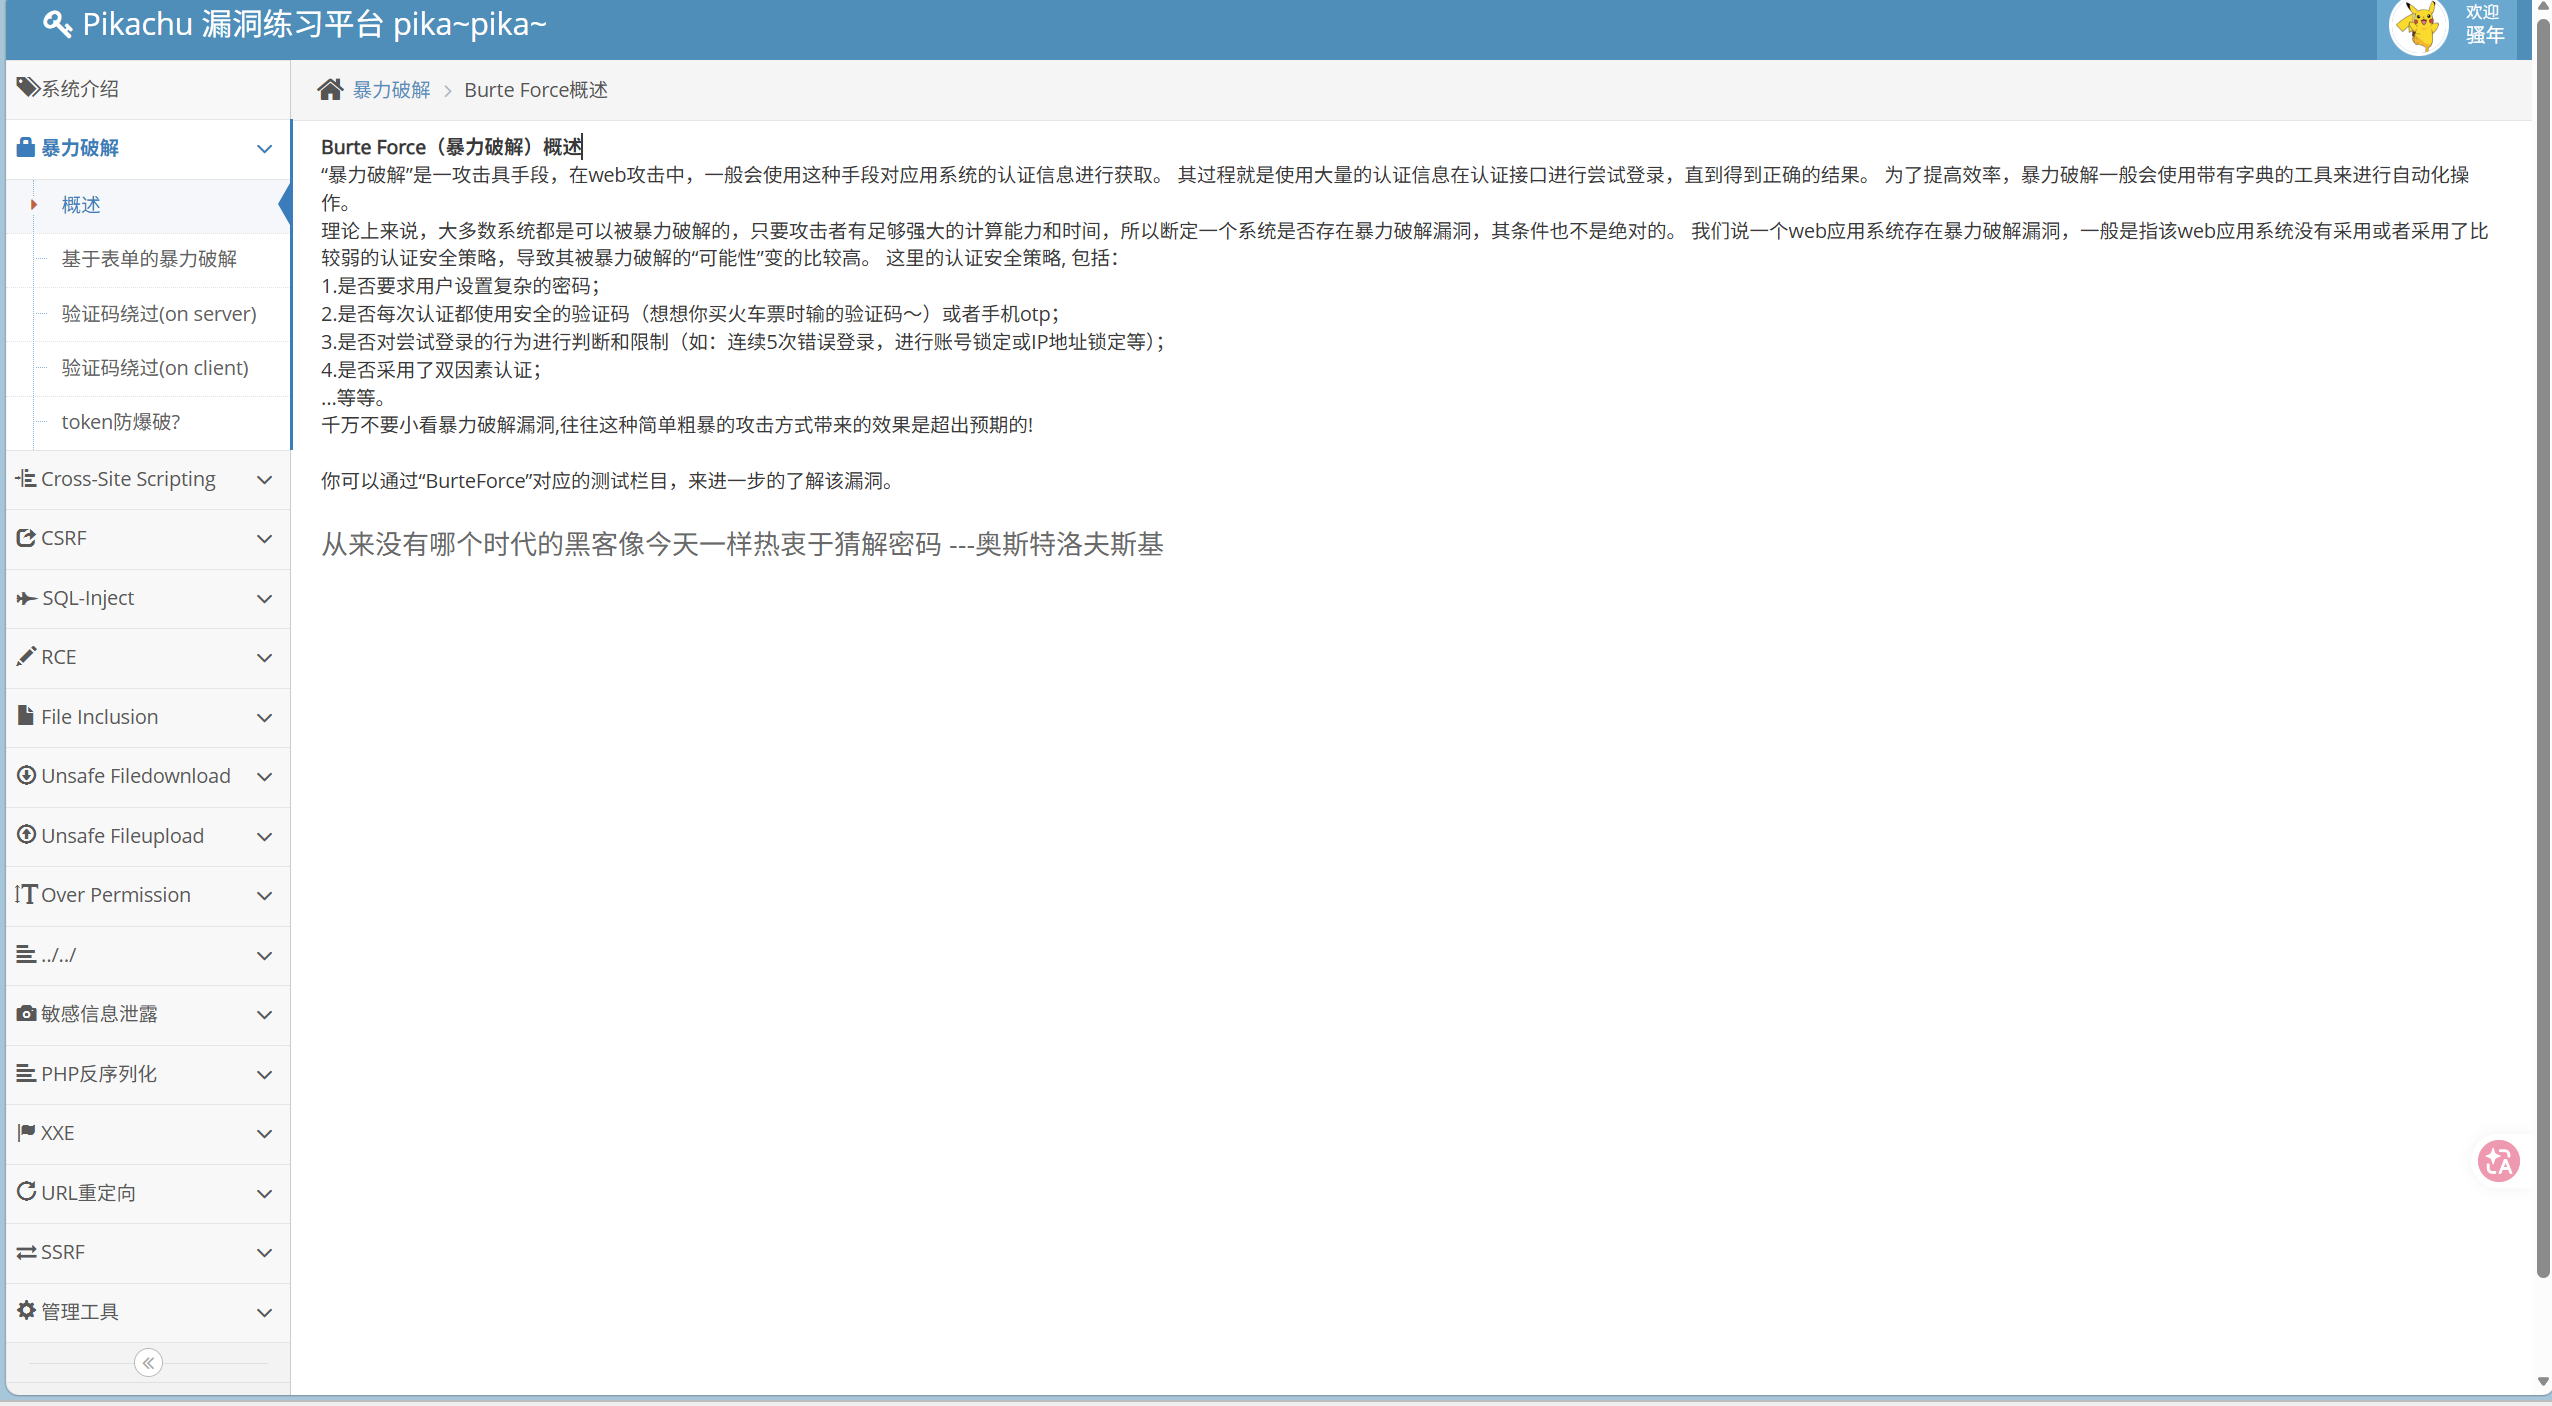 Pikachu 漏洞练习平台 pika~pika~
欢迎
骚年
系统介绍
暴力破解
概述
基于表单的暴力破解
验证码绕过(on server)
验证码绕过(on client)
token防爆破?
Cross-Site Scripting
CSRF
SQL-Inject
RCE
File Inclusion
Unsafe Filedownload
Unsafe Fileupload
Over Permission
../../
敏感信息泄露
PHP反序列化
XXE
URL重定向
SSRF
管理工具
暴力破解 > Burte Force概述
Burte Force（暴力破解）概述
“暴力破解”是一攻击具手段，在web攻击中，一般会使用这种手段对应用系统的认证信息进行获取。 其过程就是使用大量的认证信息在认证接口进行尝试登录，直到得到正确的结果。 为了提高效率，暴力破解一般会使用带有字典的工具来进行自动化操
作。
理论上来说，大多数系统都是可以被暴力破解的，只要攻击者有足够强大的计算能力和时间，所以断定一个系统是否存在暴力破解漏洞，其条件也不是绝对的。 我们说一个web应用系统存在暴力破解漏洞，一般是指该web应用系统没有采用或者采用了比
较弱的认证安全策略，导致其被暴力破解的“可能性”变的比较高。 这里的认证安全策略, 包括：
1.是否要求用户设置复杂的密码；
2.是否每次认证都使用安全的验证码（想想你买火车票时输的验证码～）或者手机otp；
3.是否对尝试登录的行为进行判断和限制（如：连续5次错误登录，进行账号锁定或IP地址锁定等）；
4.是否采用了双因素认证；
...等等。
千万不要小看暴力破解漏洞,往往这种简单粗暴的攻击方式带来的效果是超出预期的!
你可以通过“BurteForce”对应的测试栏目，来进一步的了解该漏洞。
从来没有哪个时代的黑客像今天一样热衷于猜解密码 ---奥斯特洛夫斯基